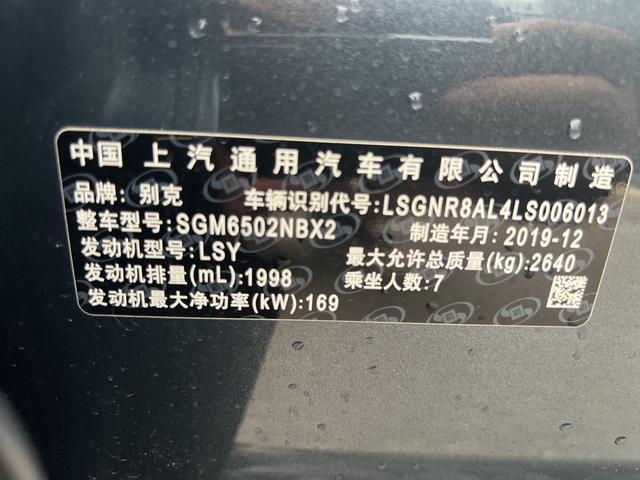 中国上汽通用汽车有限公司制造
品牌: 别克 车辆识别代号:LSGNR8AL4LS006013
整车型号:SGM6502NBX2 制造年月:2019-12
发动机型号:LSY 最大允许总质量(kg):2640
发动机排量(mL):1998 乘坐人数:7
发动机最大净功率(kW):169